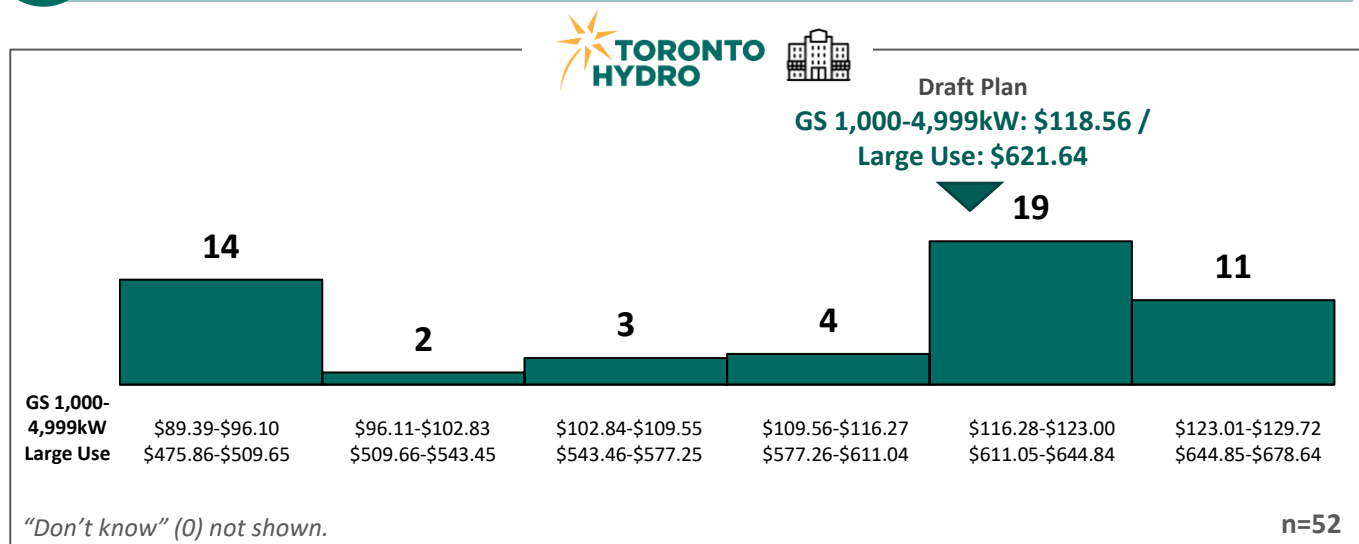 TORONTO
HYDRO
Draft Plan
GS 1,000-4,999kW: $118.56 /
Large Use: $621.64
14
2
3
4
19
11
GS 1,000-
4,999kW
Large Use
$89.39-$96.10
$475.86-$509.65
$96.11-$102.83
$509.66-$543.45
$102.84-$109.55
$543.46-$577.25
$109.56-$116.27
$577.26-$611.04
$116.28-$123.00
$611.05-$644.84
$123.01-$129.72
$644.85-$678.64
“Don’t know” (0) not shown.
n=52